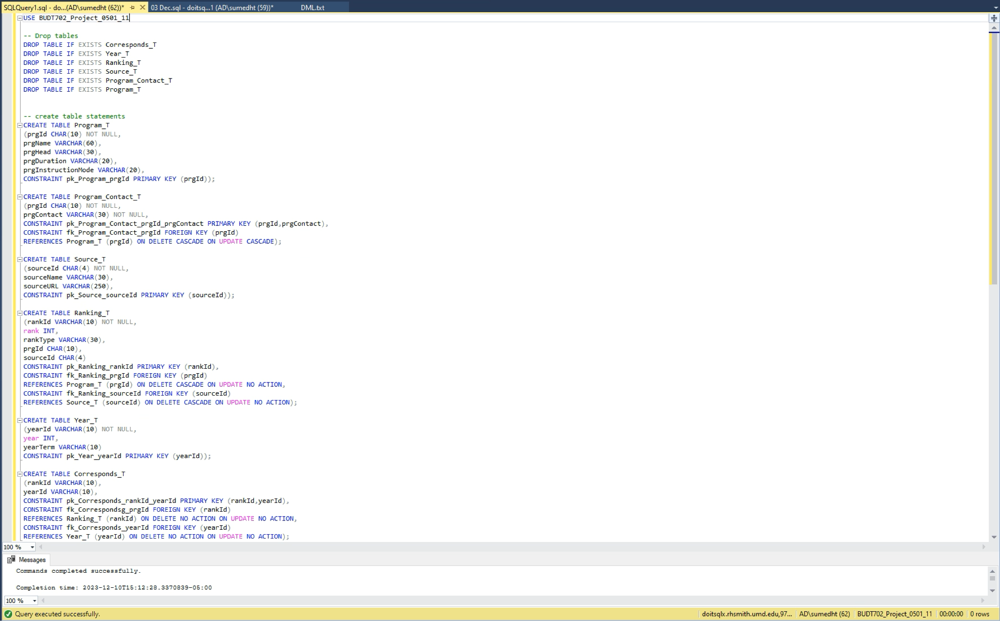 SQLQuery1.sql - do...(AD\sumedht (62))* 03 Dec.sql - doitsq...1 (AD\sumedht (59))* DML.txt
USE BUDT702_Project_0501_11
-- Drop tables
DROP TABLE IF EXISTS Corresponds_T
DROP TABLE IF EXISTS Year_T
DROP TABLE IF EXISTS Ranking_T
DROP TABLE IF EXISTS Source_T
DROP TABLE IF EXISTS Program_Contact_T
DROP TABLE IF EXISTS Program_T
-- create table statements
CREATE TABLE Program_T
(prgId CHAR(10) NOT NULL,
prgName VARCHAR(60),
prgHead VARCHAR(30),
prgDuration VARCHAR(20),
prgInstructionMode VARCHAR(20),
CONSTRAINT pk_Program_prgId PRIMARY KEY (prgId));
CREATE TABLE Program_Contact_T
(prgId CHAR(10) NOT NULL,
prgContact VARCHAR(30) NOT NULL,
CONSTRAINT pk_Program_Contact_prgId_prgContact PRIMARY KEY (prgId,prgContact),
CONSTRAINT fk_Program_Contact_prgId FOREIGN KEY (prgId)
REFERENCES Program_T (prgId) ON DELETE CASCADE ON UPDATE CASCADE);
CREATE TABLE Source_T
(sourceId CHAR(4) NOT NULL,
sourceName VARCHAR(30),
sourceURL VARCHAR(250),
CONSTRAINT pk_Source_sourceId PRIMARY KEY (sourceId));
CREATE TABLE Ranking_T
(rankId VARCHAR(10) NOT NULL,
rank INT,
rankType VARCHAR(30),
prgId CHAR(10),
sourceId CHAR(4)
CONSTRAINT pk_Ranking_rankId PRIMARY KEY (rankId),
CONSTRAINT fk_Ranking_prgId FOREIGN KEY (prgId)
REFERENCES Program_T (prgId) ON DELETE CASCADE ON UPDATE NO ACTION,
CONSTRAINT fk_Ranking_sourceId FOREIGN KEY (sourceId)
REFERENCES Source_T (sourceId) ON DELETE CASCADE ON UPDATE NO ACTION);
CREATE TABLE Year_T
(yearId VARCHAR(10) NOT NULL,
year INT,
yearTerm VARCHAR(10)
CONSTRAINT pk_Year_yearId PRIMARY KEY (yearId));
CREATE TABLE Corresponds_T
(rankId VARCHAR(10),
yearId VARCHAR(10),
CONSTRAINT pk_Corresponds_rankId_yearId PRIMARY KEY (rankId,yearId),
CONSTRAINT fk_Correspondsg_prgId FOREIGN KEY (rankId)
REFERENCES Ranking_T (rankId) ON DELETE NO ACTION ON UPDATE NO ACTION,
CONSTRAINT fk_Corresponds_yearId FOREIGN KEY (yearId)
REFERENCES Year_T (yearId) ON DELETE NO ACTION ON UPDATE NO ACTION);
100 %
Messages
Commands completed successfully.
Completion time: 2023-12-10T15:12:28.3370839-05:00
100 %
Query executed successfully. doitsqlx.rhsmith.umd.edu,97... AD\sumedht (62) BUDT702_Project_0501_11 00:00:00 0 rows